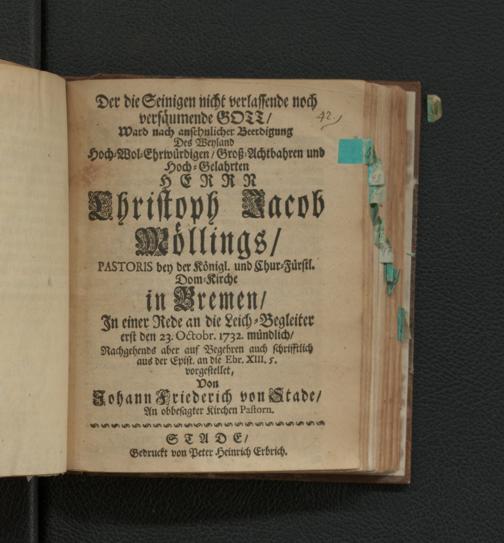 Der die Seinigen nicht verlassende noch
versäumende GOTT/
42.
Ward nach ansehnlicher Beerdigung
Des Weyland
Hoch-Wol-Ehrwürdigen/Groß-Achtbahren und
Hoch-Gelahrten
HERRN
Christoph Jacob
Möllings/
PASTORIS bey der Königl. und Chur-Fürstl.
Dom-Kirche
in Bremen/
In einer Rede an die Leich-Begleiter
erst den 23. Octobr. 1732. mündlich/
Nachgehends aber auf Begehren auch schrifftlich
aus der Epist. an die Ebr. XIII. 5.
vorgestellet,
Von
Johann Friederich von Stade/
An obbesagter Kirchen Pastorn.
STADE/
Gedruckt von Peter Heinrich Erbrich.